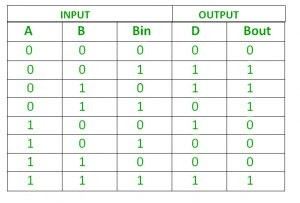 INPUT OUTPUT
A B Bin D Bout
0 0 0 0 0
0 0 1 1 1
0 1 0 1 1
0 1 1 0 1
1 0 0 1 0
1 0 1 0 0
1 1 0 0 0
1 1 1 1 1